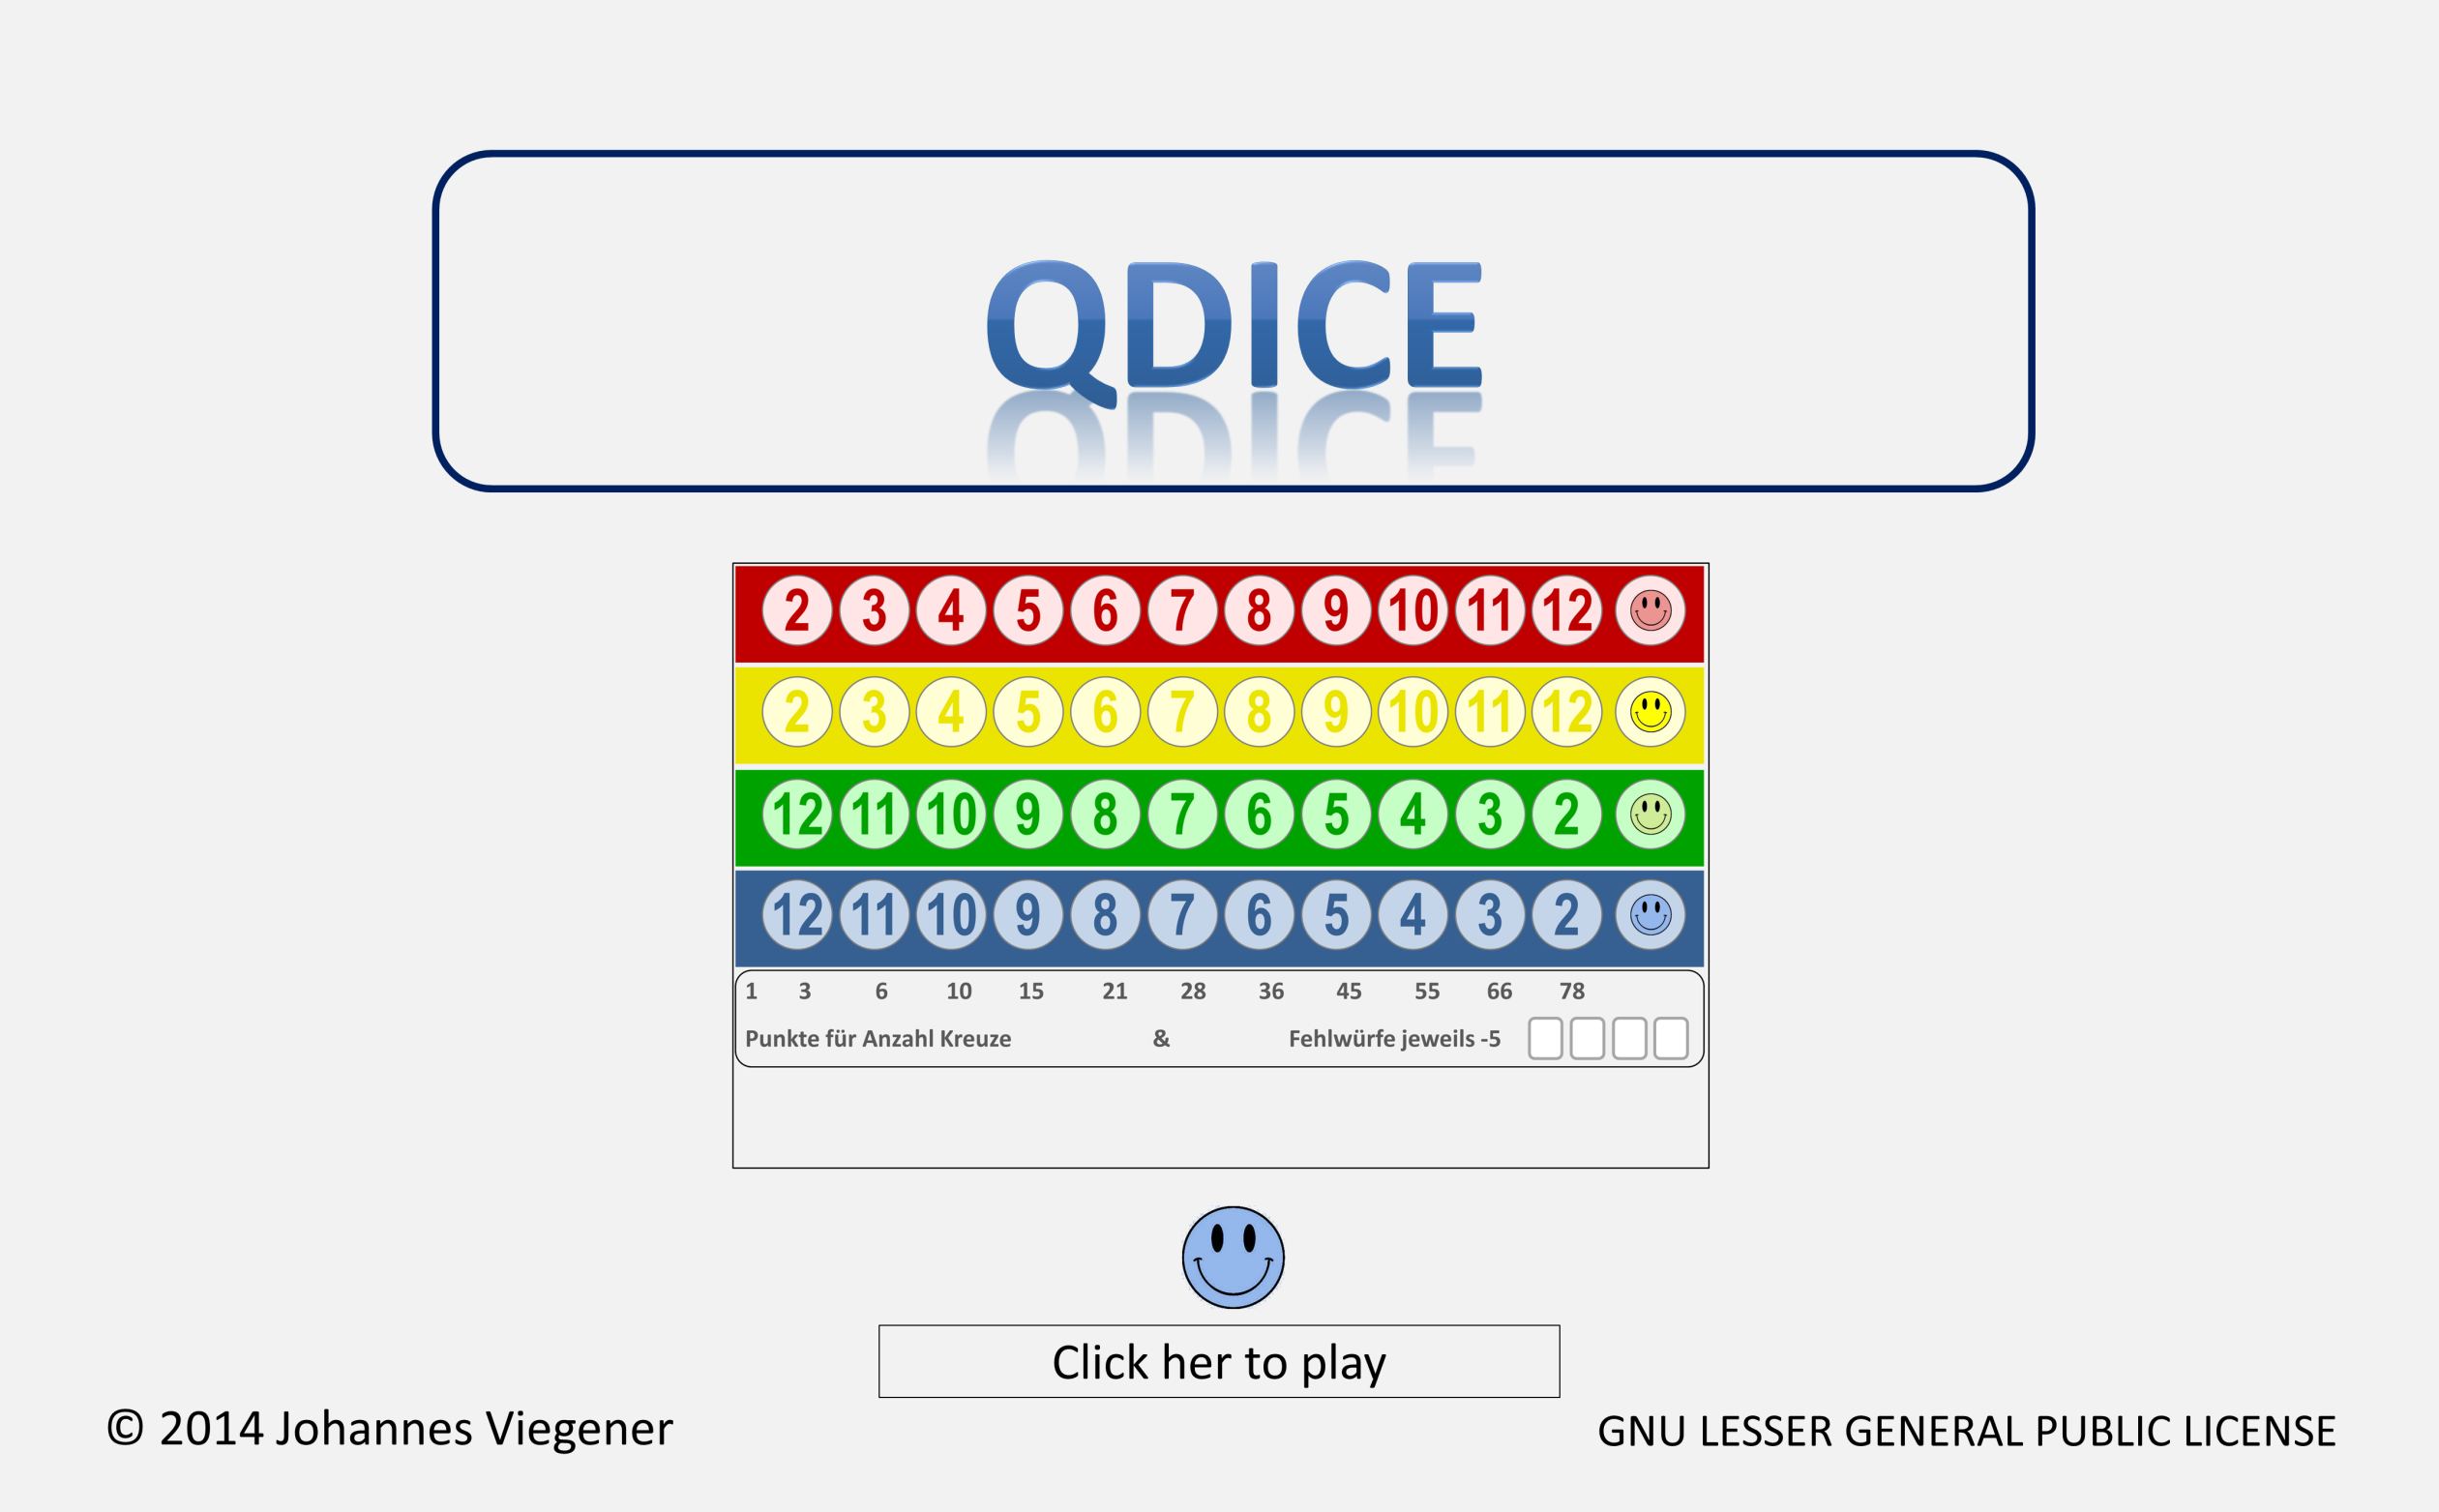 QDICE
2 3 4 5 6 7 8 9 10 11 12
2 3 4 5 6 7 8 9 10 11 12
12 11 10 9 8 7 6 5 4 3 2
12 11 10 9 8 7 6 5 4 3 2
1 3 6 10 15 21 28 36 45 55 66 78
Punkte für Anzahl Kreuze & Fehlwürfe jeweils -5
Click her to play
© 2014 Johannes Viegener
GNU LESSER GENERAL PUBLIC LICENSE